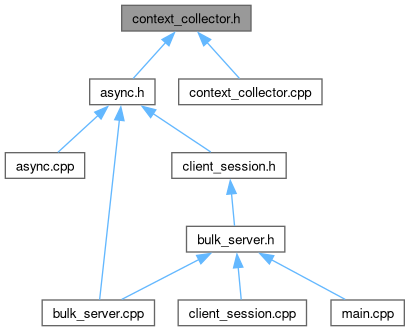 context_collector.h
async.h
context_collector.cpp
async.cpp
client_session.h
bulk_server.h
bulk_server.cpp
client_session.cpp
main.cpp